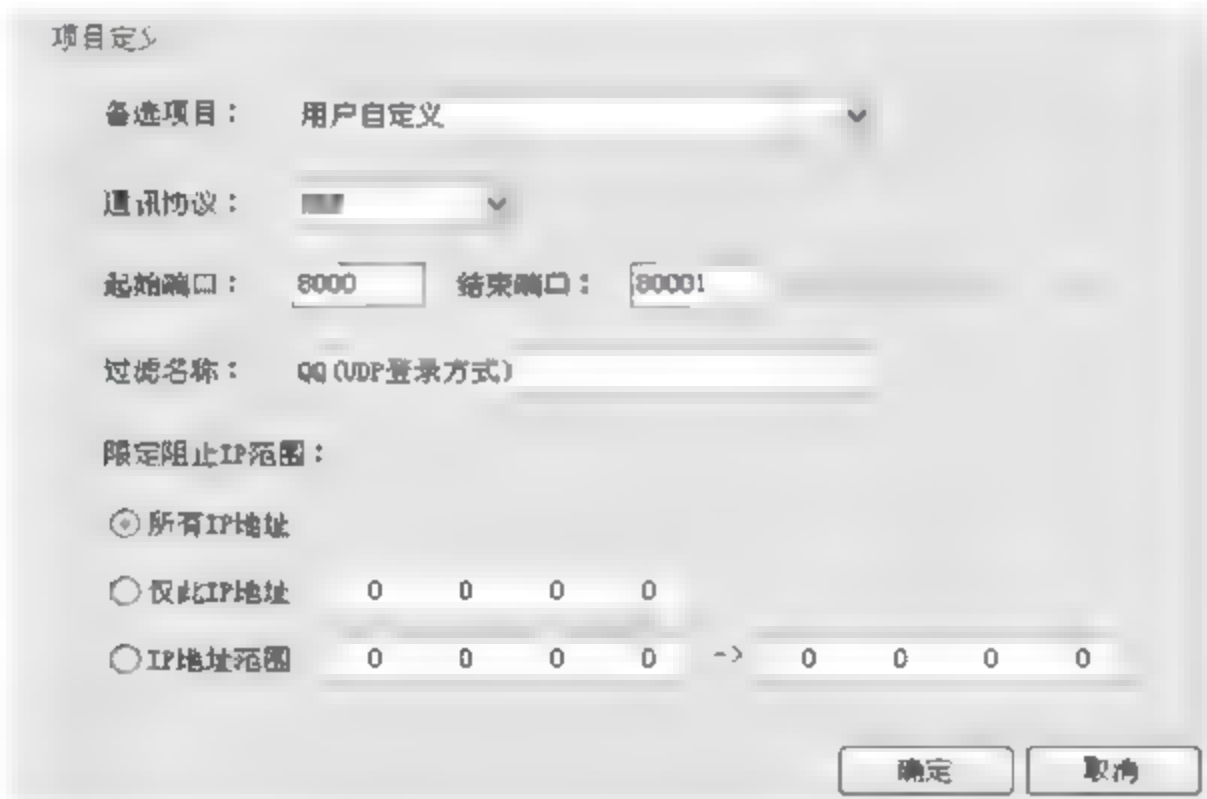 项目定义
备选项目： 用户自定义
通讯协议：
起始端口： 8000 结束端口： 80001
过滤名称： QQ(UDP登录方式)
限定阻止IP范围：
所有IP地址
仅此IP地址 0 0 0 0
IP地址范围 0 0 0 0 -> 0 0 0 0
确定 取消